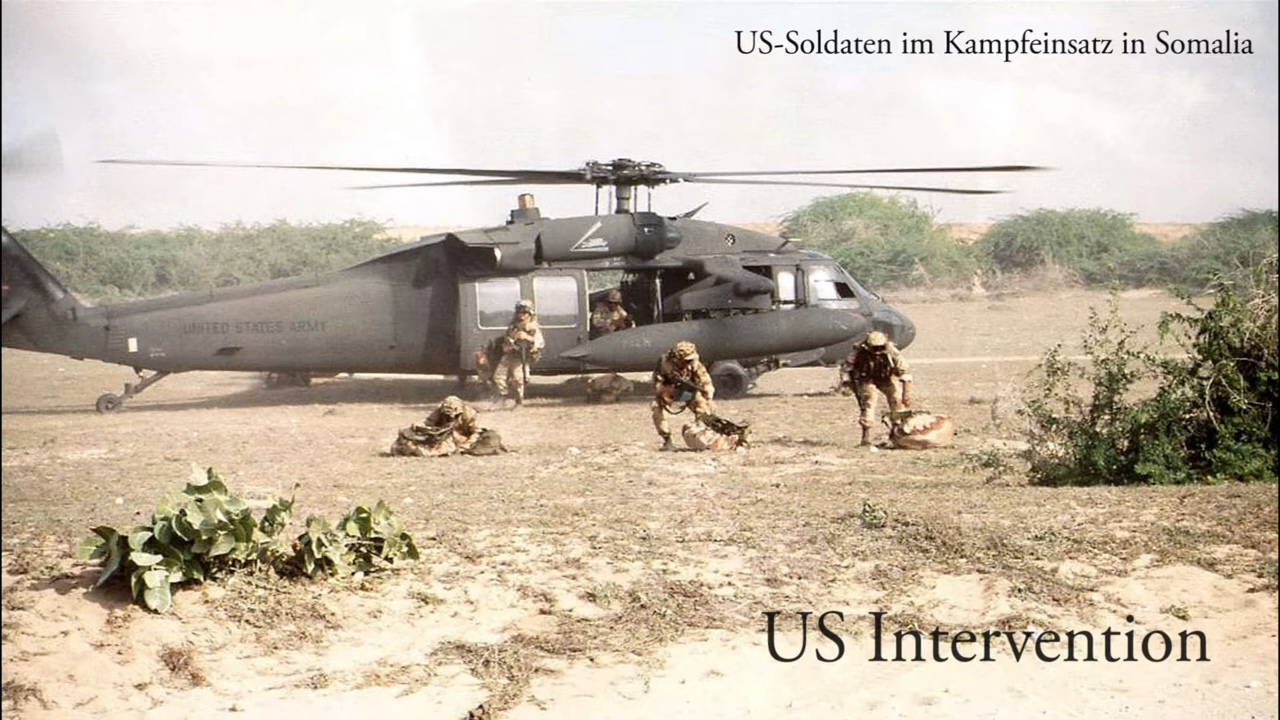 US-Soldaten im Kampfeinsatz in Somalia
UNITED STATES ARMY
US Intervention